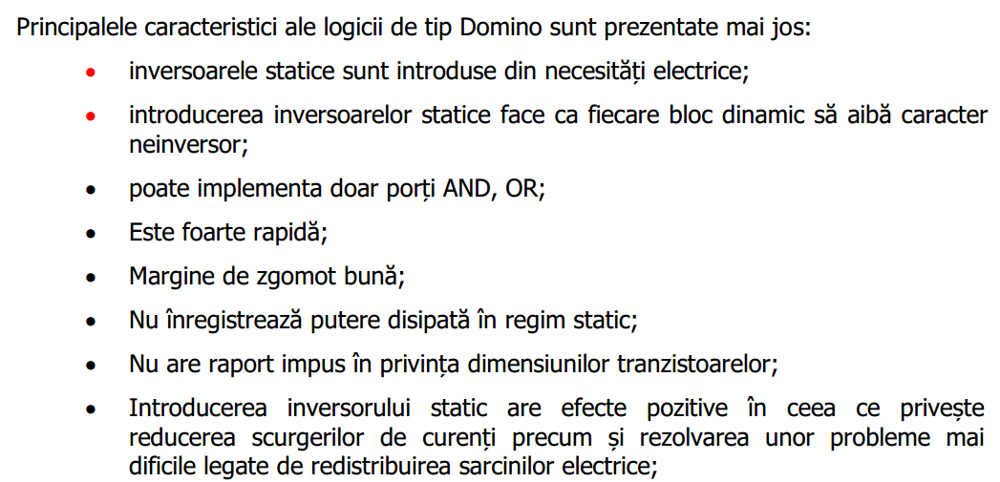 Principalele caracteristici ale logicii de tip Domino sunt prezentate mai jos:
• inversoarele statice sunt introduse din necesități electrice;
• introducerea inversoarelor statice face ca fiecare bloc dinamic să aibă caracter
neinversor;
• poate implementa doar porți AND, OR;
• Este foarte rapidă;
• Margine de zgomot bună;
• Nu înregistrează putere disipată în regim static;
• Nu are raport impus în privința dimensiunilor tranzistoarelor;
• Introducerea inversorului static are efecte pozitive în ceea ce privește
reducerea scurgerilor de curenți precum și rezolvarea unor probleme mai
dificile legate de redistribuirea sarcinilor electrice;